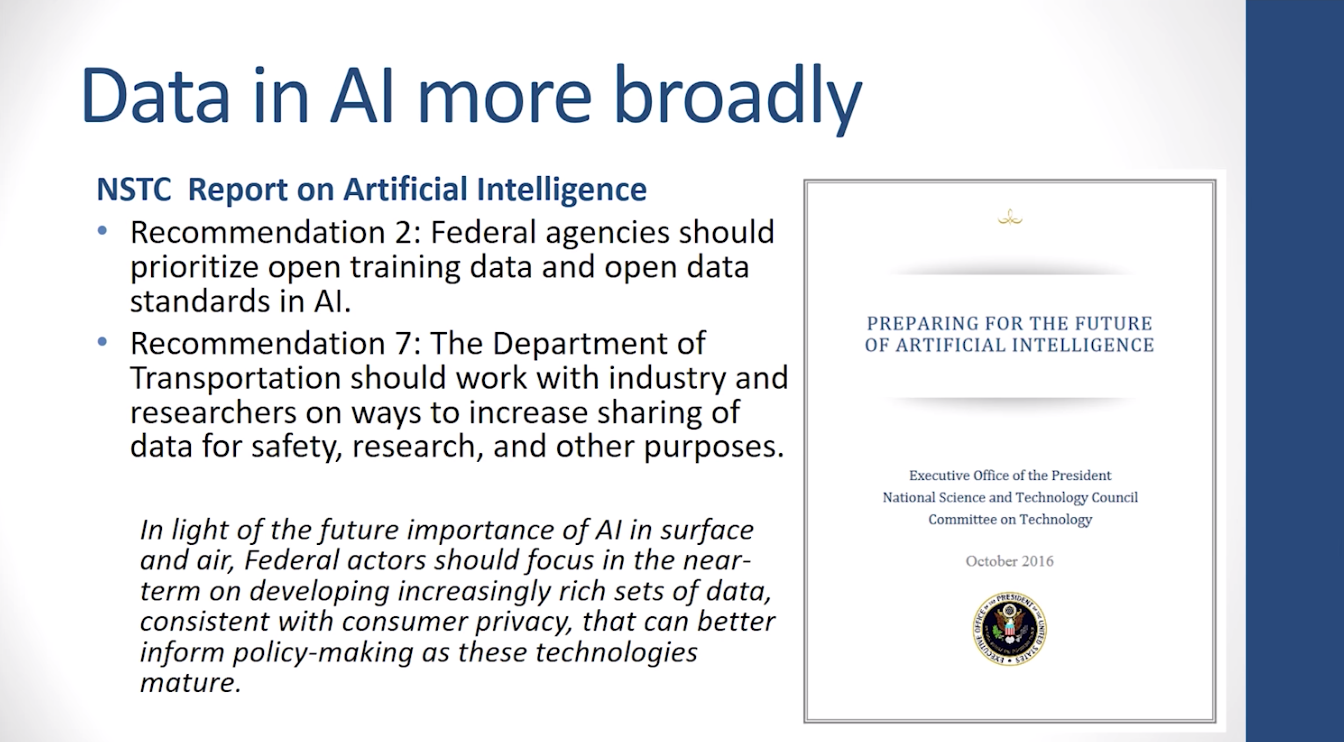 Data in AI more broadly
NSTC  Report on Artificial Intelligence
• Recommendation 2: Federal agencies should
prioritize open training data and open data
standards in AI.
• Recommendation 7: The Department of
Transportation should work with industry and
researchers on ways to increase sharing of
data for safety, research, and other purposes.
In light of the future importance of AI in surface
and air, Federal actors should focus in the near-
term on developing increasingly rich sets of data,
consistent with consumer privacy, that can better
inform policy-making as these technologies
mature.
PREPARING FOR THE FUTURE
OF ARTIFICIAL INTELLIGENCE
Executive Office of the President
National Science and Technology Council
Committee on Technology
October 2016
EXECUTIVE OFFICE OF THE PRESIDENT OF THE UNITED STATES